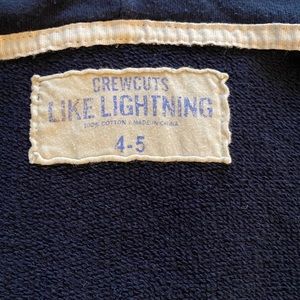 CREWCUTS
LIKE LIGHTNING
100% COTTON / MADE IN CHINA
4-5